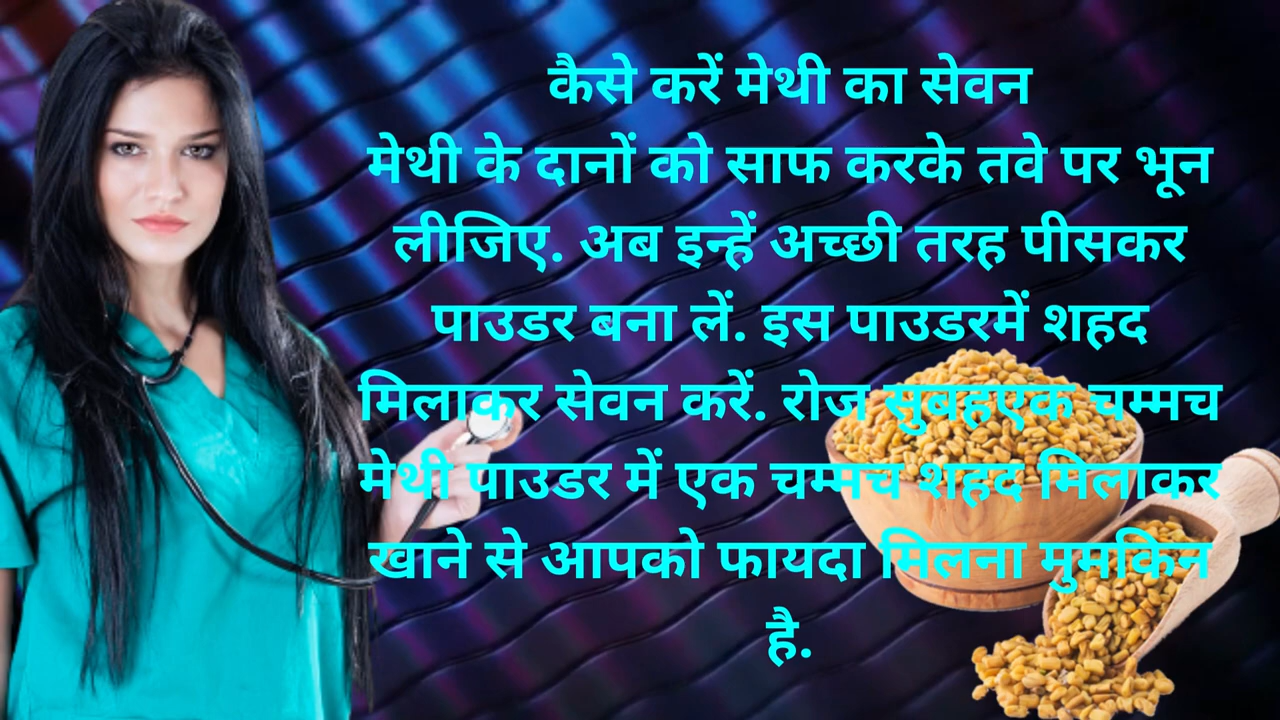 कैसे करें मेथी का सेवन
मेथी के दानों को साफ करके तवे पर भून
लीजिए. अब इन्हें अच्छी तरह पीसकर
पाउडर बना लें. इस पाउडरमें शहद
मिलाकर सेवन करें. रोज सुबहएक चम्मच
मेथी पाउडर में एक चम्मच शहद मिलाकर
खाने से आपको फायदा मिलना मुमकिन
है.